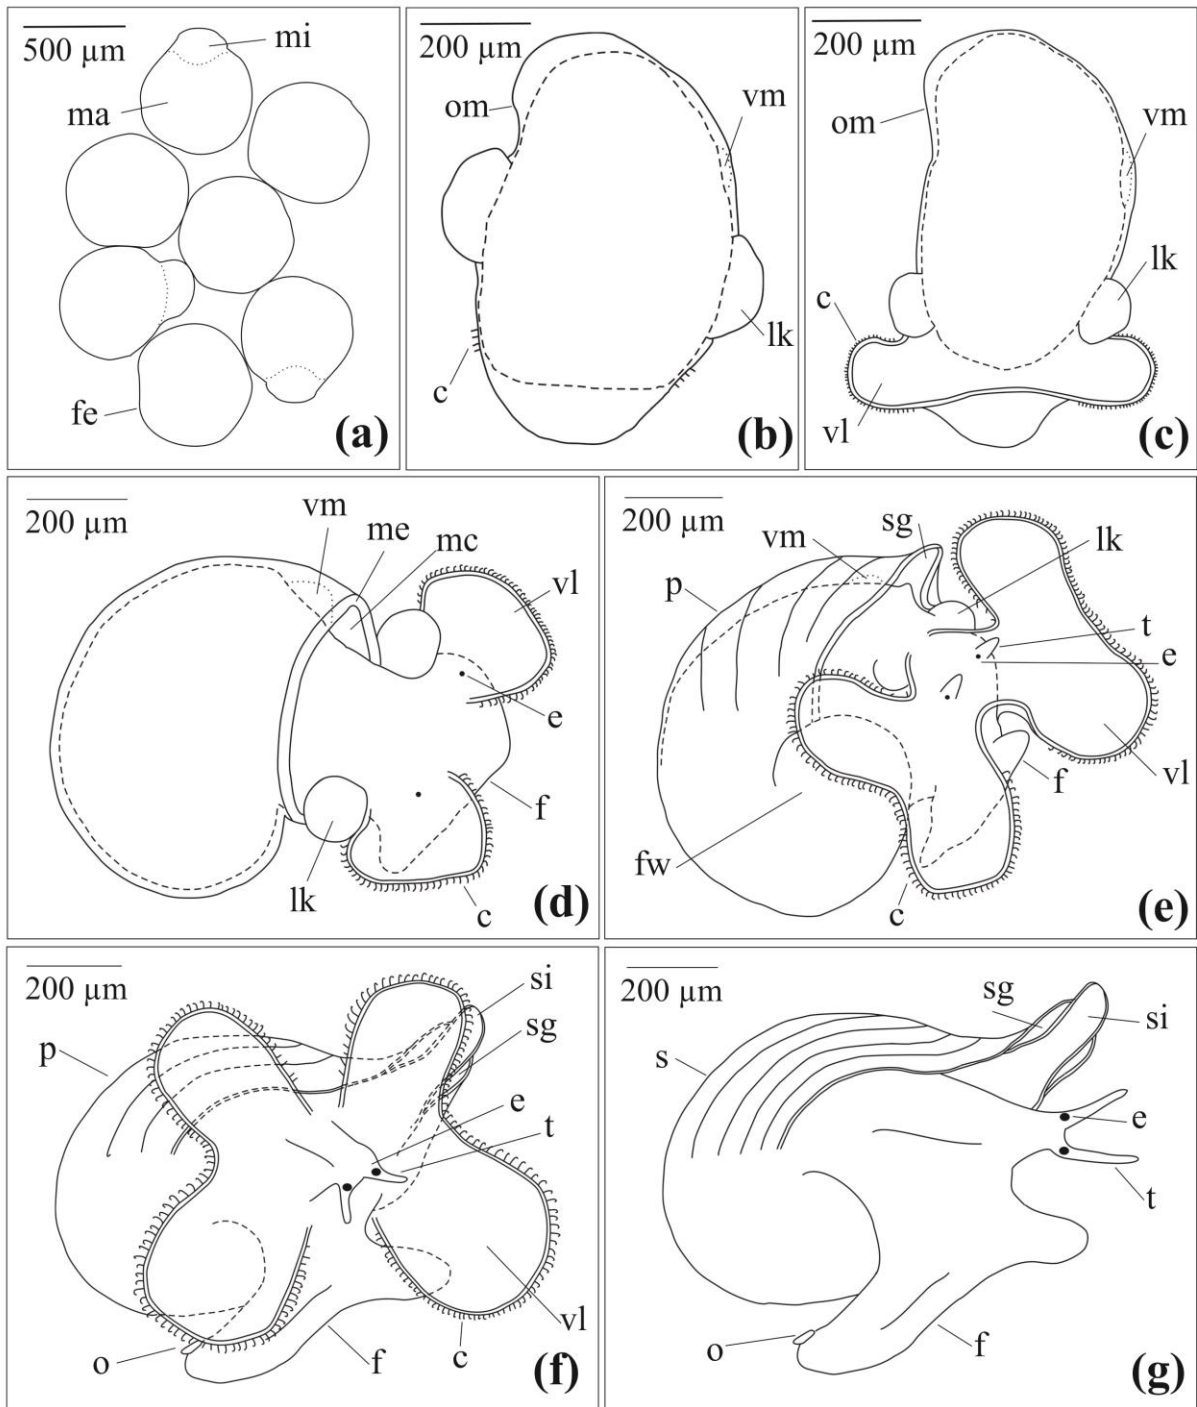 500 µm
mi
ma
fe
(a)
200 µm
om
vm
lk
c
(b)
200 µm
om
vm
lk
c
vl
(c)
200 µm
vm
me
mc
vl
e
f
lk
c
(d)
200 µm
sg
lk
vm
p
t
e
f
vl
fw
c
(e)
200 µm
si
sg
p
e
t
vl
o
f
c
(f)
200 µm
sg
si
s
e
t
o
f
(g)